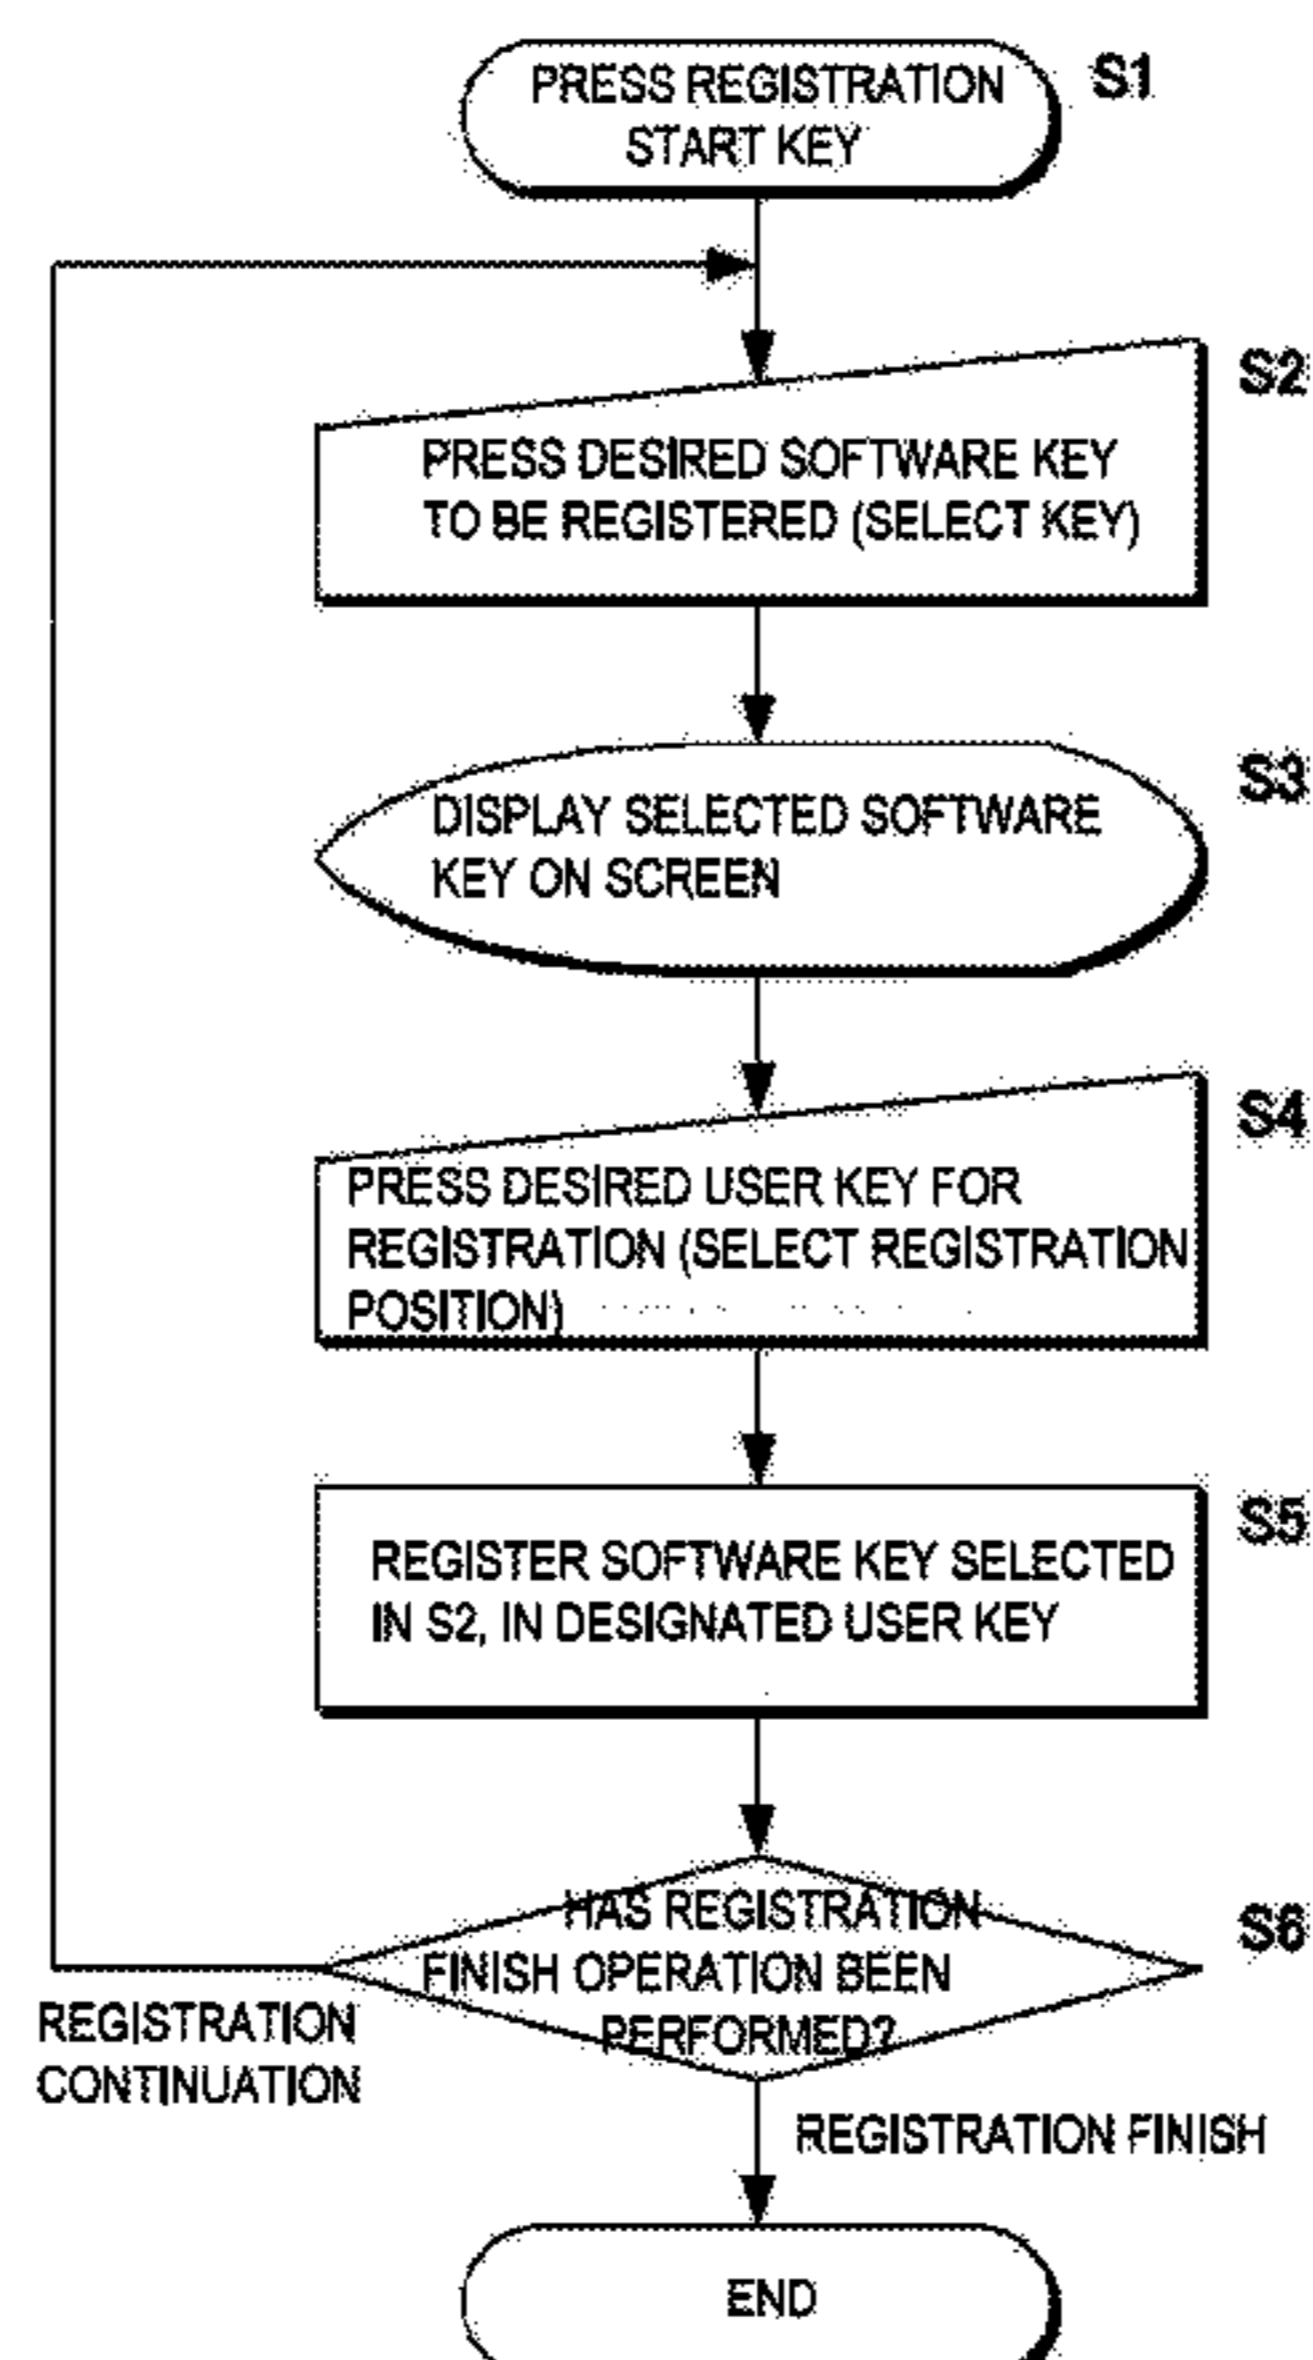 PRESS REGISTRATION
START KEY
S1
PRESS DESIRED SOFTWARE KEY
TO BE REGISTERED (SELECT KEY)
S2
DISPLAY SELECTED SOFTWARE
KEY ON SCREEN
S3
PRESS DESIRED USER KEY FOR
REGISTRATION (SELECT REGISTRATION
POSITION)
S4
REGISTER SOFTWARE KEY SELECTED
IN S2, IN DESIGNATED USER KEY
S5
HAS REGISTRATION
FINISH OPERATION BEEN
PERFORMED?
S6
REGISTRATION
CONTINUATION
REGISTRATION FINISH
END